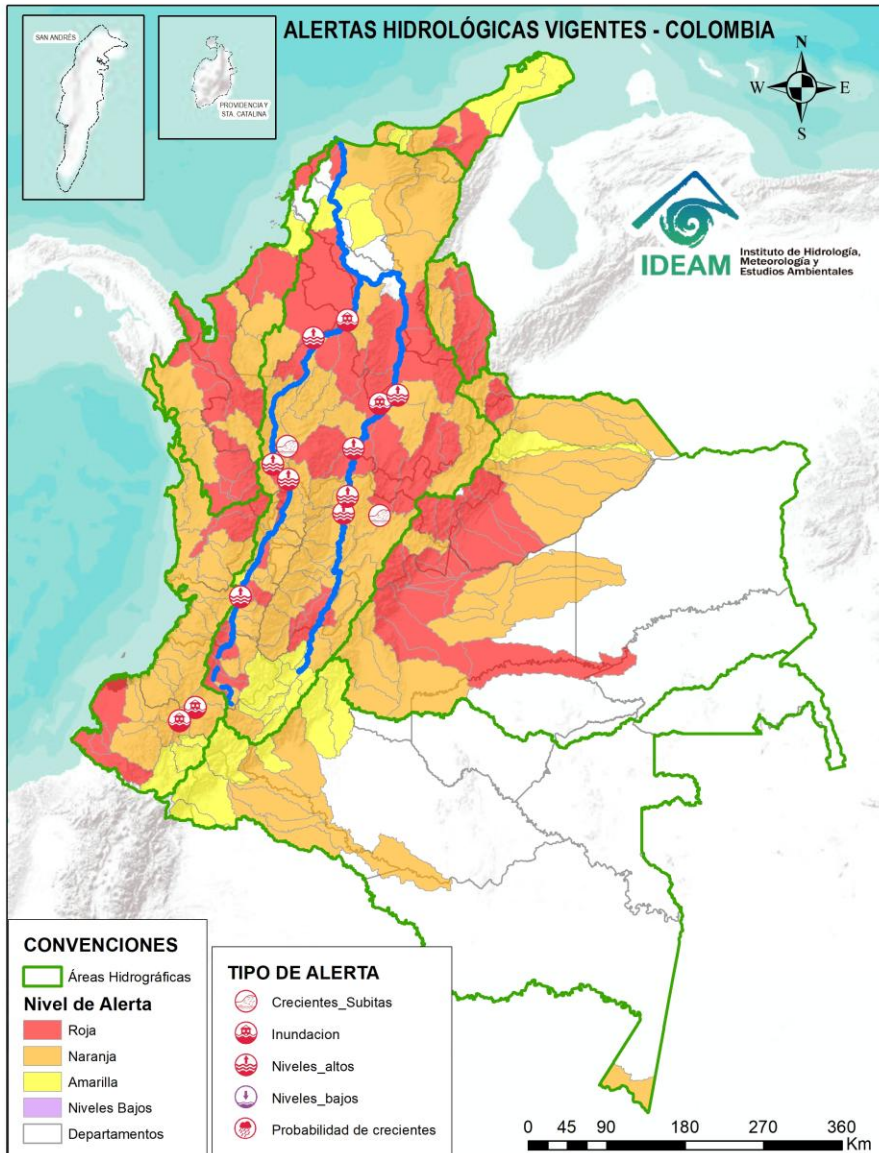 ALERTAS HIDROLÓGICAS VIGENTES - COLOMBIA
SAN ANDRÉS
PROVIDENCIA Y
STA. CATALINA
N
W
E
S
IDEAM
Instituto de Hidrología,
Meteorología y
Estudios Ambientales
CONVENCIONES
Áreas Hidrográficas
Nivel de Alerta
Roja
Naranja
Amarilla
Niveles Bajos
Departamentos
TIPO DE ALERTA
Crecientes_Subitas
Inundacion
Niveles_altos
Niveles_bajos
Probabilidad de crecientes
0 45 90 180 270 360
Km